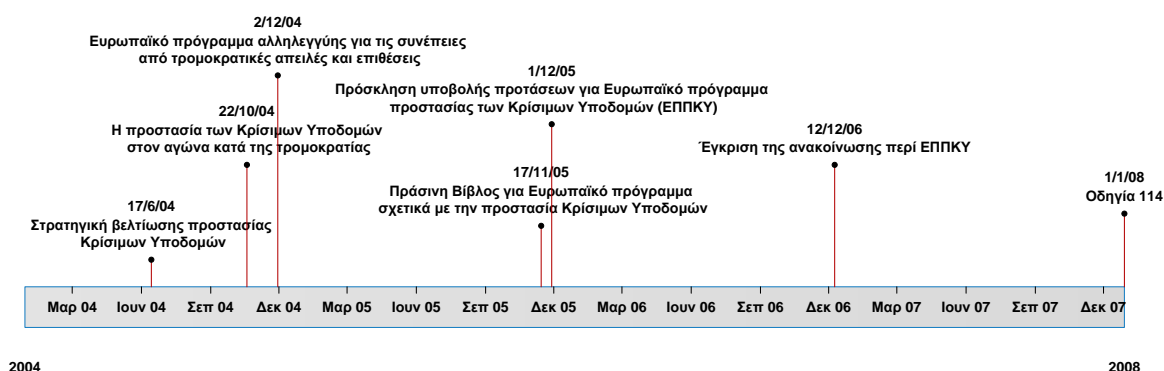 2/12/04
Ευρωπαϊκό πρόγραμμα αλληλεγγύης για τις συνέπειες
από τρομοκρατικές απειλές και επιθέσεις
1/12/05
Πρόσκληση υποβολής προτάσεων για Ευρωπαϊκό πρόγραμμα
προστασίας των Κρίσιμων Υποδομών (ΕΠΠΚΥ)
22/10/04
Η προστασία των Κρίσιμων Υποδομών
στον αγώνα κατά της τρομοκρατίας
12/12/06
Έγκριση της ανακοίνωσης περί ΕΠΠΚΥ
17/11/05
Πράσινη Βίβλος για Ευρωπαϊκό πρόγραμμα
σχετικά με την προστασία Κρίσιμων Υποδομών
1/1/08
Οδηγία 114
17/6/04
Στρατηγική βελτίωσης προστασίας
Κρίσιμων Υποδομών
Μαρ 04 Ιουν 04 Σεπ 04 Δεκ 04 Μαρ 05 Ιουν 05 Σεπ 05 Δεκ 05 Μαρ 06 Ιουν 06 Σεπ 06 Δεκ 06 Μαρ 07 Ιουν 07 Σεπ 07 Δεκ 07
2004 2008